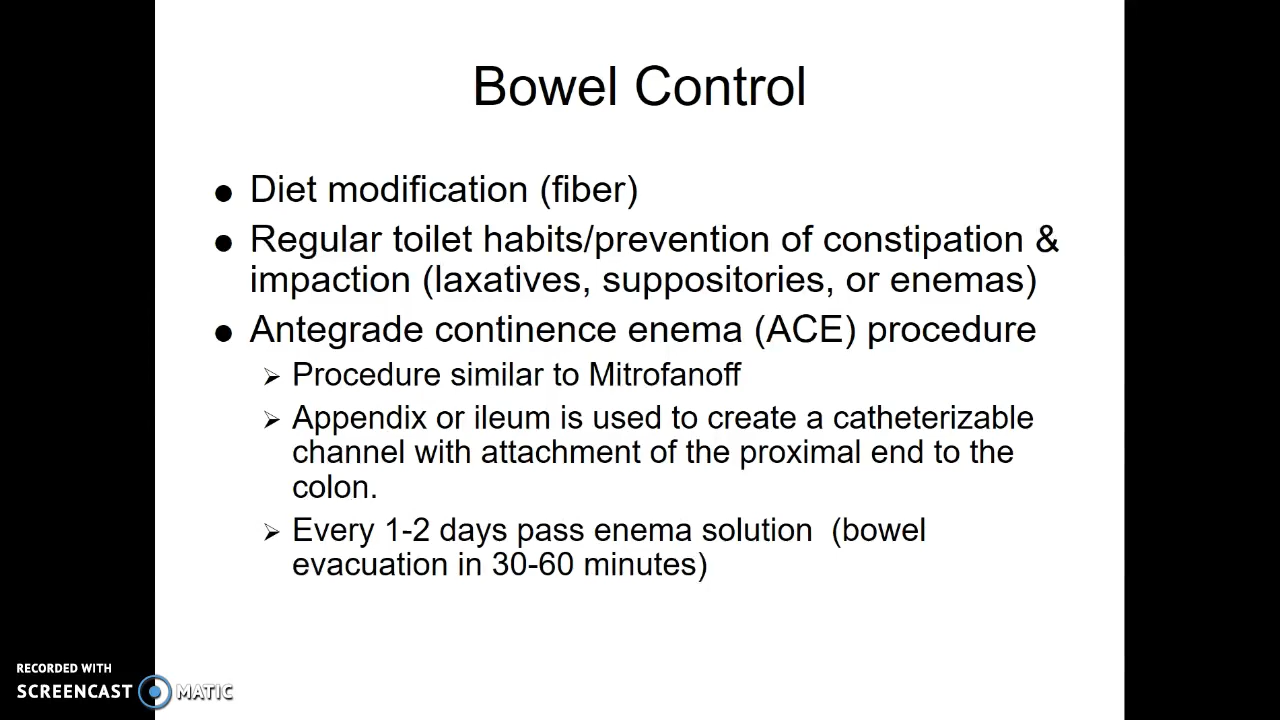 Bowel Control
● Diet modification (fiber)
● Regular toilet habits/prevention of constipation &
impaction (laxatives, suppositories, or enemas)
● Antegrade continence enema (ACE) procedure
➢ Procedure similar to Mitrofanoff
➢ Appendix or ileum is used to create a catheterizable
channel with attachment of the proximal end to the
colon.
➢ Every 1-2 days pass enema solution  (bowel
evacuation in 30-60 minutes)
RECORDED WITH
SCREENCAST MATIC